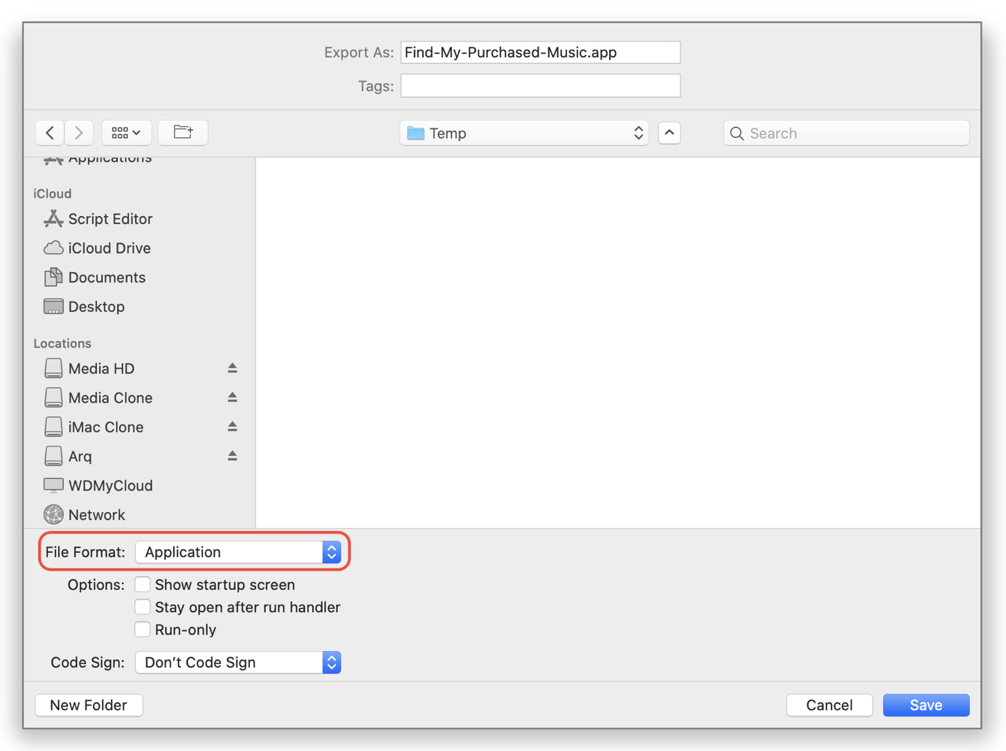 Export As: Find-My-Purchased-Music.app
Tags:
Temp
Search
Applications
iCloud
Script Editor
iCloud Drive
Documents
Desktop
Locations
Media HD
Media Clone
iMac Clone
Arq
WDMyCloud
Network
File Format: Application
Options: Show startup screen
Stay open after run handler
Run-only
Code Sign: Don’t Code Sign
New Folder Cancel Save